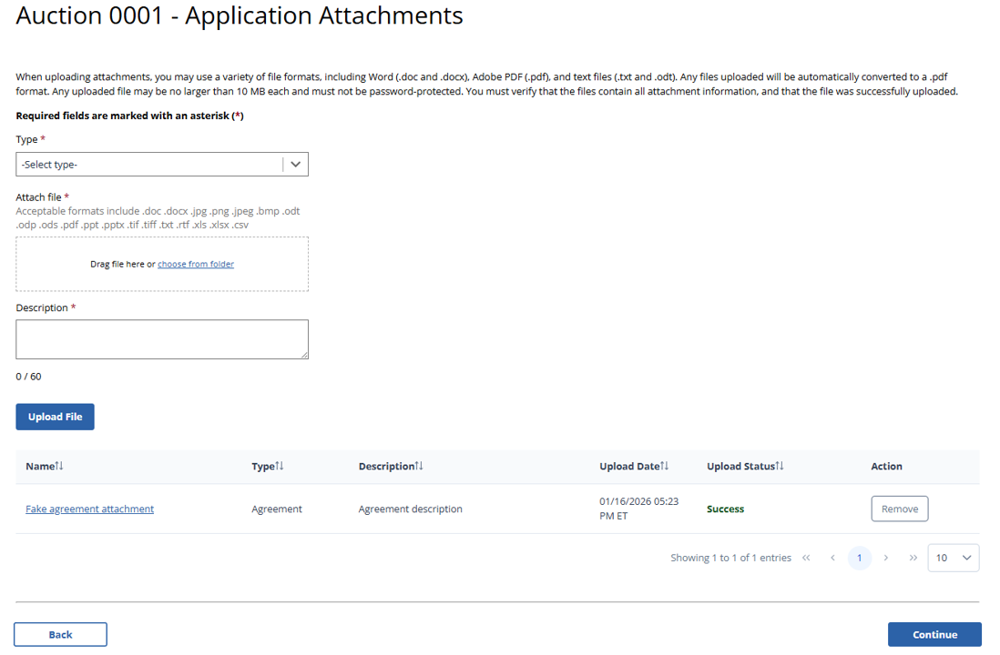 Auction 0001 - Application Attachments
When uploading attachments, you may use a variety of file formats, including Word (.doc and .docx), Adobe PDF (.pdf), and text files (.txt and .odt). Any files uploaded will be automatically converted to a .pdf
format. Any uploaded file may be no larger than 10 MB each and must not be password-protected. You must verify that the files contain all attachment information, and that the file was successfully uploaded.
Required fields are marked with an asterisk (*)
Type *
-Select type-
Attach file *
Acceptable formats include .doc .docx .jpg .png .jpeg .bmp .odt
.odp .ods .pdf .ppt .pptx .tif .tiff .txt .rtf .xls .xlsx .csv
Drag file here or choose from folder
Description *
0 / 60
Upload File
Name↑↓ Type↑↓ Description↑↓ Upload Date↑↓ Upload Status↑↓ Action
Fake agreement attachment Agreement Agreement description 01/16/2026 05:23 Success Remove
PM ET
Showing 1 to 1 of 1 entries « ‹ 1 › » 10
Back Continue